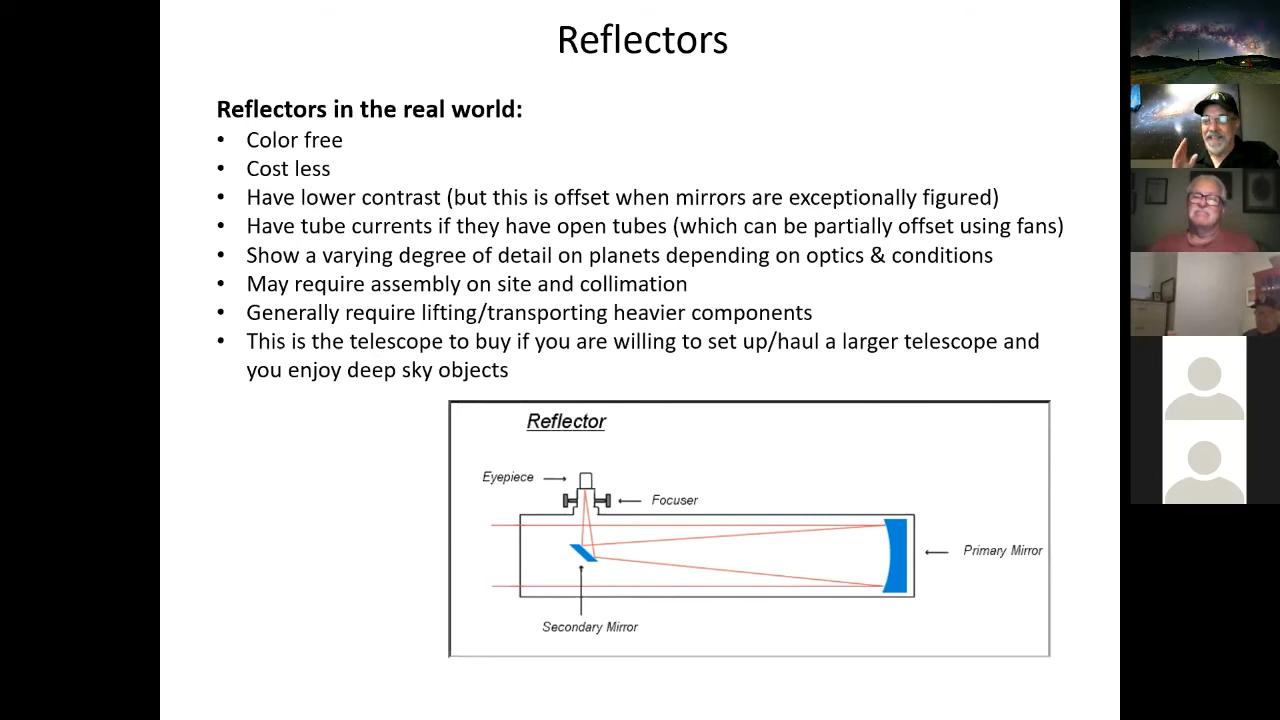 Reflectors
Reflectors in the real world:
• Color free
• Cost less
• Have lower contrast (but this is offset when mirrors are exceptionally figured)
• Have tube currents if they have open tubes (which can be partially offset using fans)
• Show a varying degree of detail on planets depending on optics & conditions
• May require assembly on site and collimation
• Generally require lifting/transporting heavier components
• This is the telescope to buy if you are willing to set up/haul a larger telescope and
you enjoy deep sky objects
Reflector
Eyepiece
Focuser
Primary Mirror
Secondary Mirror